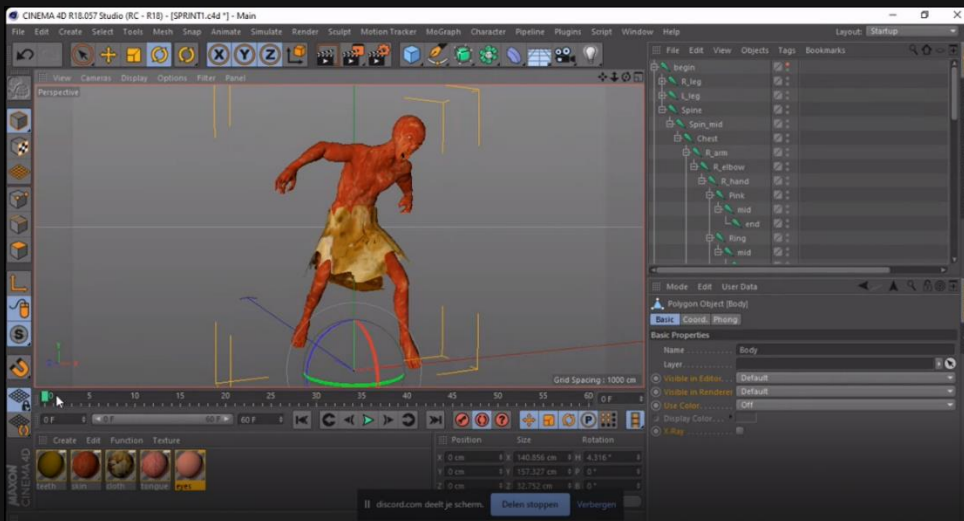 CINEMA 4D R18.057 Studio (RC - R18) - [SPRINT1.c4d *] - Main
File Edit Create Select Tools Mesh Snap Animate Simulate Render Sculpt Motion Tracker MoGraph Character Pipeline Plugins Script Window Help Layout: Startup
X Y Z
View Cameras Display Options Filter Panel
Perspective
Grid Spacing : 1000 cm
File Edit View Objects Tags Bookmarks
begin
R_leg
L_leg
Spine
Spin_mid
Chest
R_arm
R_elbow
R_hand
Pink
mid
end
Ring
mid
Mode Edit User Data
Polygon Object [Body]
Basic Coord. Phong
Basic Properties
Name Body
Layer
Visible in Editor Default
Visible in Renderer Default
Use Color Off
Display Color
X-Ray
0 5 10 15 20 25 30 35 40 45 50 55 60 0 F
0 F 0 F 60 F 60 F
Create Edit Function Texture
teeth skin cloth tongue eyes
Position Size Rotation
X 0 cm X 140.856 cm H 4.316 °
Y 0 cm Y 157.327 cm P 0 °
Z 0 cm Z 32.752 cm B 0 °
MAXON
CINEMA 4D
discord.com deelt je scherm. Delen stoppen Verbergen